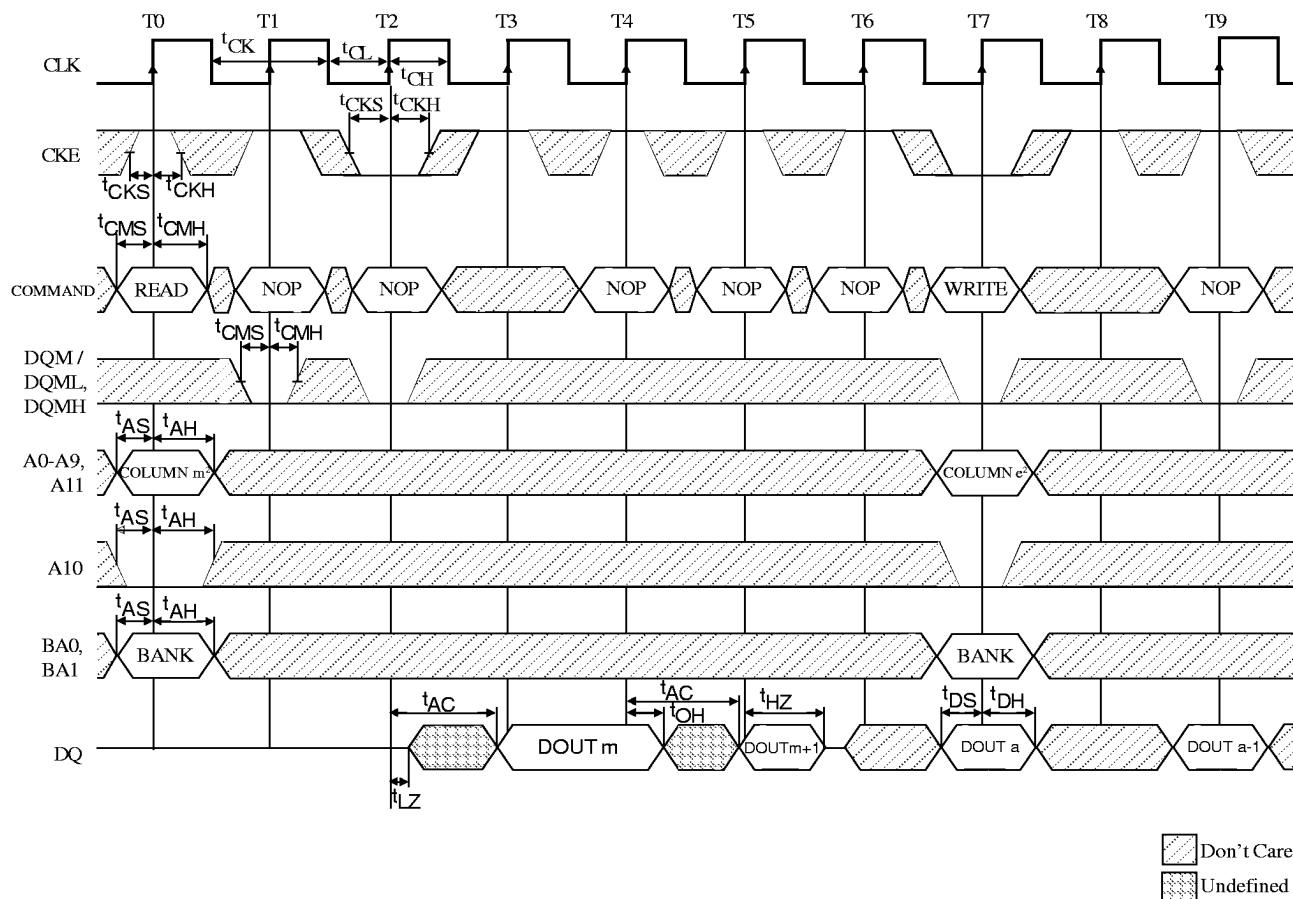 T0 T1 T2 T3 T4 T5 T6 T7 T8 T9
CLK
tCK tCL
tCH
tCKS tCKH
CKE
tCKS tCKH
tCMS tCMH
COMMAND READ NOP NOP NOP NOP NOP WRITE NOP
tCMS tCMH
DQM /
DQML,
DQMH
tAS tAH
A0-A9,
A11
COLUMN m2 COLUMN e2
tAS tAH
A10
tAS tAH
BA0,
BA1
BANK BANK
tAC tAC tHZ tDS tDH
tOH
DQ DOUT m DOUTm+1 DOUT a DOUT a-1
tLZ
Don't Care
Undefined